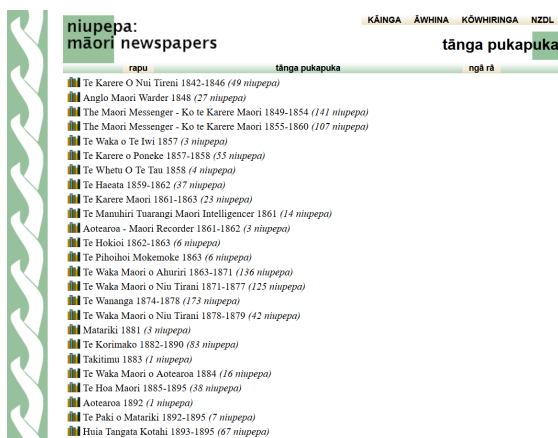 niupepa:
māori newspapers
KĀINGA ĀWHINA KŌWHIRINGA NZDL
tānga pukapuka
rapu tānga pukapuka ngā rā
Te Karere O Nui Tireni 1842-1846 (49 niupepa)
Anglo Maori Warder 1848 (27 niupepa)
The Maori Messenger - Ko te Karere Maori 1849-1854 (141 niupepa)
The Maori Messenger - Ko te Karere Maori 1855-1860 (107 niupepa)
Te Waka o Te Iwi 1857 (3 niupepa)
Te Karere o Poneke 1857-1858 (55 niupepa)
Te Whetu O Te Tau 1858 (4 niupepa)
Te Haeata 1859-1862 (37 niupepa)
Te Karere Maori 1861-1863 (23 niupepa)
Te Manuhiri Tuarangi Maori Intelligencer 1861 (14 niupepa)
Aotearoa - Maori Recorder 1861-1862 (3 niupepa)
Te Hokioi 1862-1863 (6 niupepa)
Te Pihoihoi Mokemoke 1863 (6 niupepa)
Te Waka Maori o Ahuriri 1863-1871 (136 niupepa)
Te Waka Maori o Niu Tirani 1871-1877 (125 niupepa)
Te Wananga 1874-1878 (173 niupepa)
Te Waka Maori o Niu Tirani 1878-1879 (42 niupepa)
Matariki 1881 (3 niupepa)
Te Korimako 1882-1890 (83 niupepa)
Takitimu 1883 (1 niupepa)
Te Waka Maori o Aotearoa 1884 (16 niupepa)
Te Hoa Maori 1885-1895 (38 niupepa)
Aotearoa 1892 (1 niupepa)
Te Paki o Matariki 1892-1895 (7 niupepa)
Huia Tangata Kotahi 1893-1895 (67 niupepa)